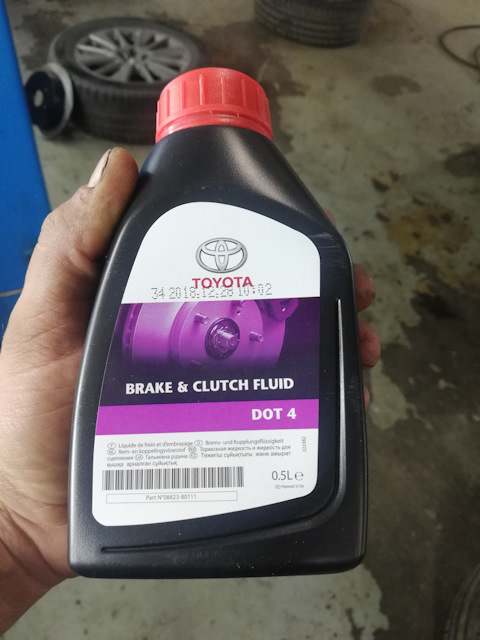 TOYOTA
34 2018.12.28 10:02
BRAKE & CLUTCH FLUID
DOT 4
Liquide de frein et d'embrayage Brems- und Kupplungsflüssigkeit
Rem- en koppelingsvloeistof Тормозная жидкость и жидкость для
сцепления Гальмівна рідина Тежегіш сұйықтығы және ажырат
қышқа арналған сұйықтық
0.5L e
Part N°08823-80111